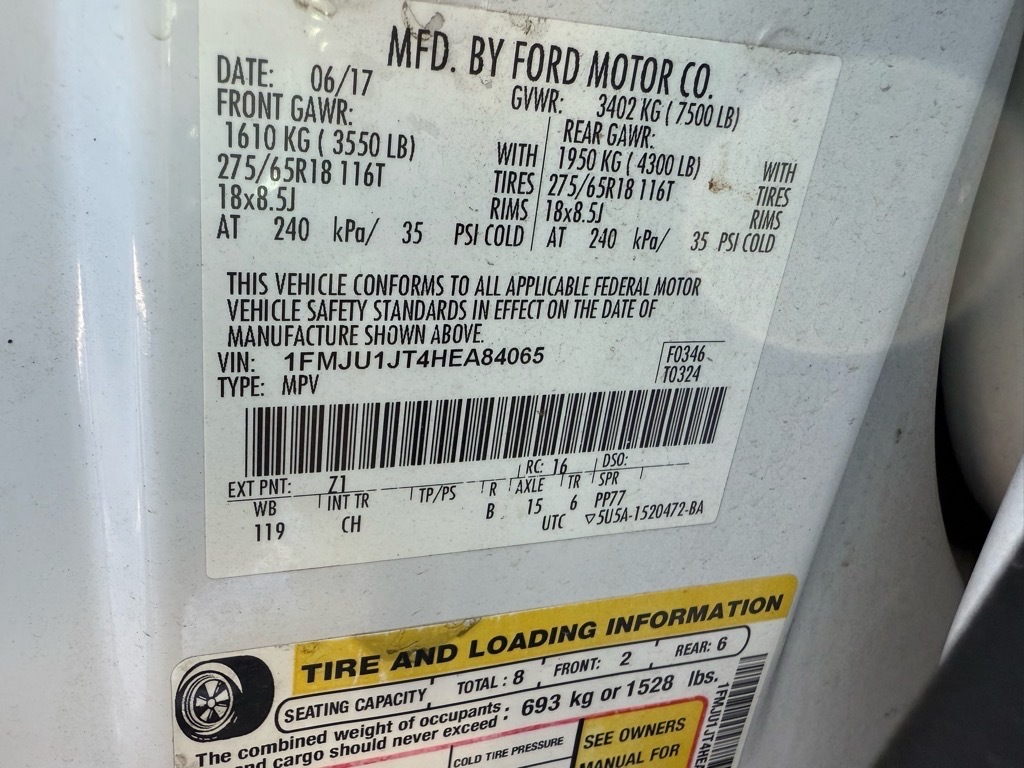 MFD. BY FORD MOTOR CO.
DATE: 06/17
GVWR: 3402 KG ( 7500 LB)
FRONT GAWR:
REAR GAWR:
1610 KG ( 3550 LB) WITH
1950 KG ( 4300 LB) WITH
275/65R18 116T TIRES
275/65R18 116T TIRES
18x8.5J RIMS
18x8.5J RIMS
AT 240 kPa/ 35 PSI COLD
AT 240 kPa/ 35 PSI COLD
THIS VEHICLE CONFORMS TO ALL APPLICABLE FEDERAL MOTOR
VEHICLE SAFETY STANDARDS IN EFFECT ON THE DATE OF
MANUFACTURE SHOWN ABOVE.
VIN: 1FMJU1JT4HEA84065
F0346
TYPE: MPV
T0324
EXT PNT: Z1 RC: 16 DSO:
WB INT TR TP/PS R AXLE TR SPR
119 CH B 15 6 PP77
UTC ▽5U5A-1520472-BA
TIRE AND LOADING INFORMATION
SEATING CAPACITY TOTAL : 8 FRONT: 2 REAR: 6
The combined weight of occupants
and cargo should never exceed : 693 kg or 1528 lbs.
COLD TIRE PRESSURE
SEE OWNERS
MANUAL FOR
1FMJU1JT4HEA